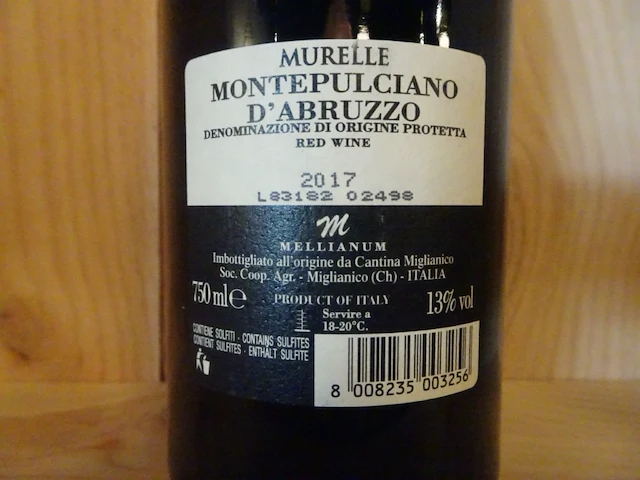 MURELLE
MONTEPULCIANO
D'ABRUZZO
DENOMINAZIONE DI ORIGINE PROTETTA
RED WINE
2017
L83182 02498
M
MELLIANUM
Imbottigliato all'origine da Cantina Miglianico
Soc. Coop. Agr. - Miglianico (Ch) - ITALIA
750 ml e PRODUCT OF ITALY 13% vol
Servire a
18-20°C.
CONTIENE SOLFITI - CONTAINS SULFITES
CONTIENT SULFITES - ENTHÄLT SULFITE
8 008235 003256